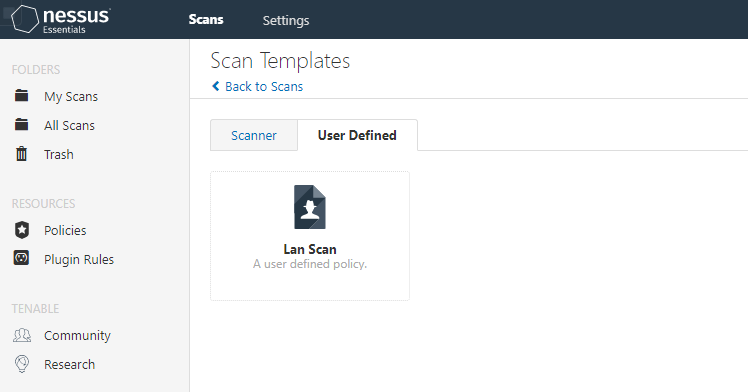 nessus
Essentials
Scans
Settings
FOLDERS
My Scans
All Scans
Trash
RESOURCES
Policies
Plugin Rules
TENABLE
Community
Research
Scan Templates
Back to Scans
Scanner
User Defined
Lan Scan
A user defined policy.